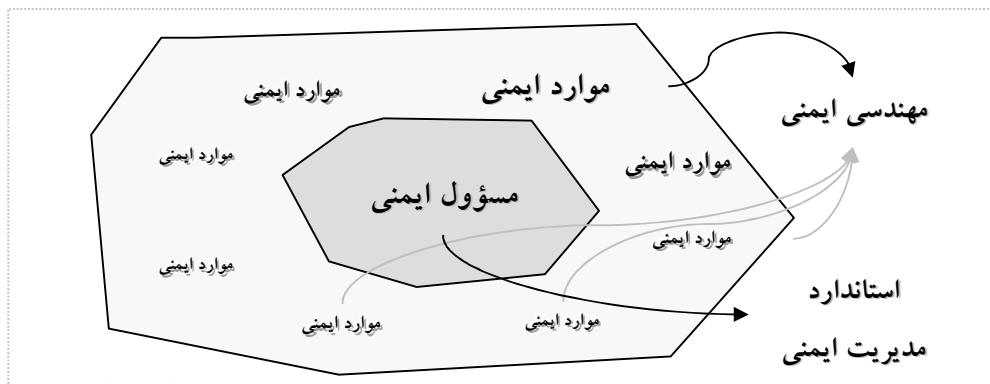 موارد ایمنی
موارد ایمنی
مهندسی ایمنی
موارد ایمنی
موارد ایمنی
مسؤول ایمنی
موارد ایمنی
موارد ایمنی
استاندارد
موارد ایمنی
موارد ایمنی
مدیریت ایمنی